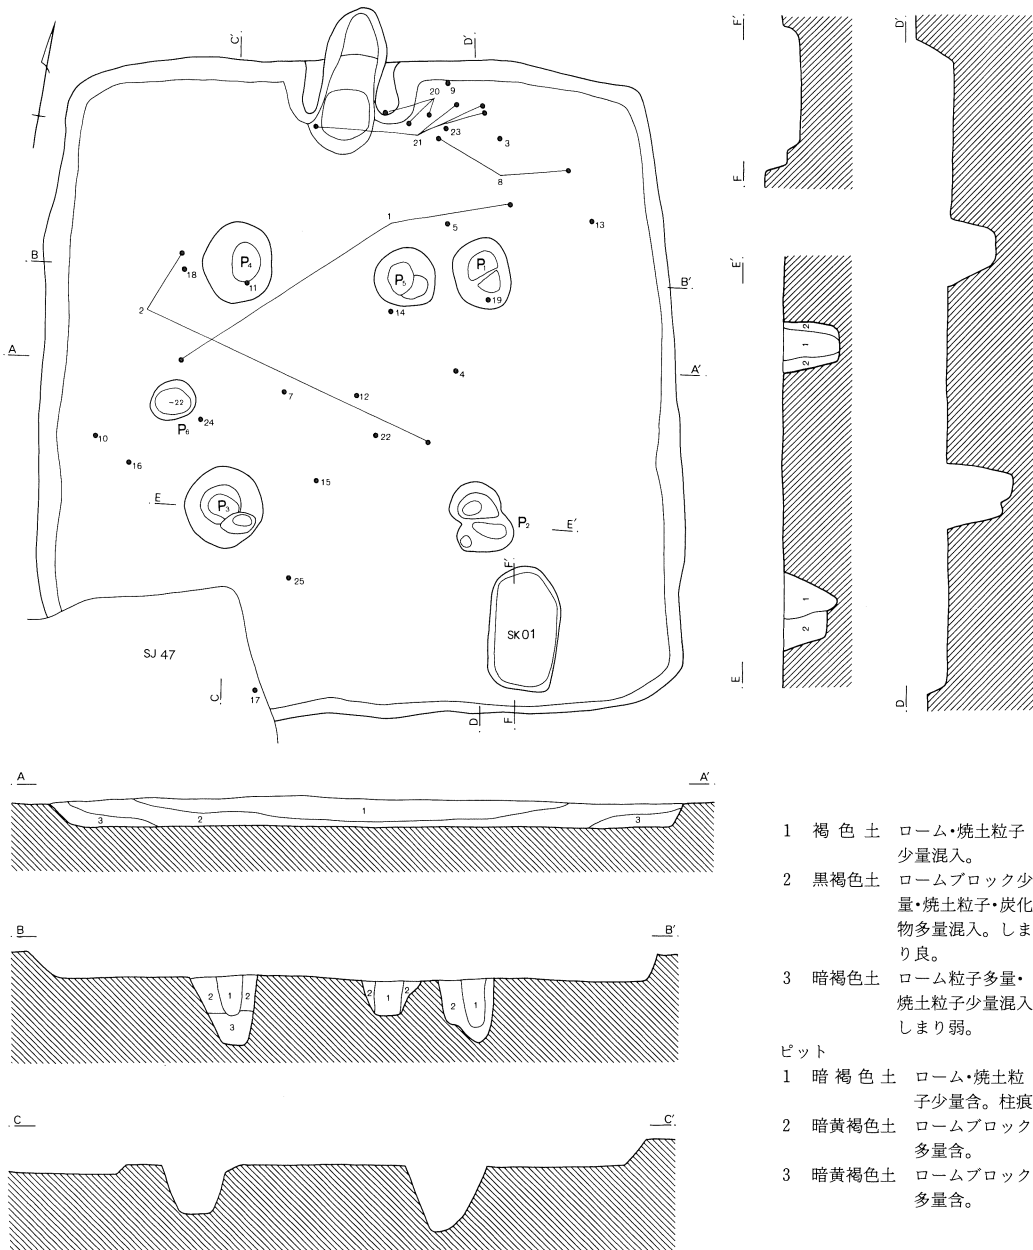 C′
D′
20
9
21
23
3
8
1
5
13
B
P₄
P₅
P₁
18
11
B′
19
2
14
A
4
A′
7
12
-22
24
P₆
10
22
16
E
P₃
15
P₂
E′
F′
25
SK01
SJ 47
C
17
D
F
F′
F
E′
2
1
2
1
2
E
D′
D
A
A′
3
2
1
3
B
B′
2
1
2
3
2
1
2
2
1
C
C′
1 褐色土 ローム・焼土粒子
少量混入。
2 黒褐色土 ロームブロック少
量・焼土粒子・炭化
物多量混入。しま
り良。
3 暗褐色土 ローム粒子多量・
焼土粒子少量混入
しまり弱。
ピット
1 暗褐色土 ローム・焼土粒
子少量含。柱痕
2 暗黄褐色土 ロームブロック
多量含。
3 暗黄褐色土 ロームブロック
多量含。